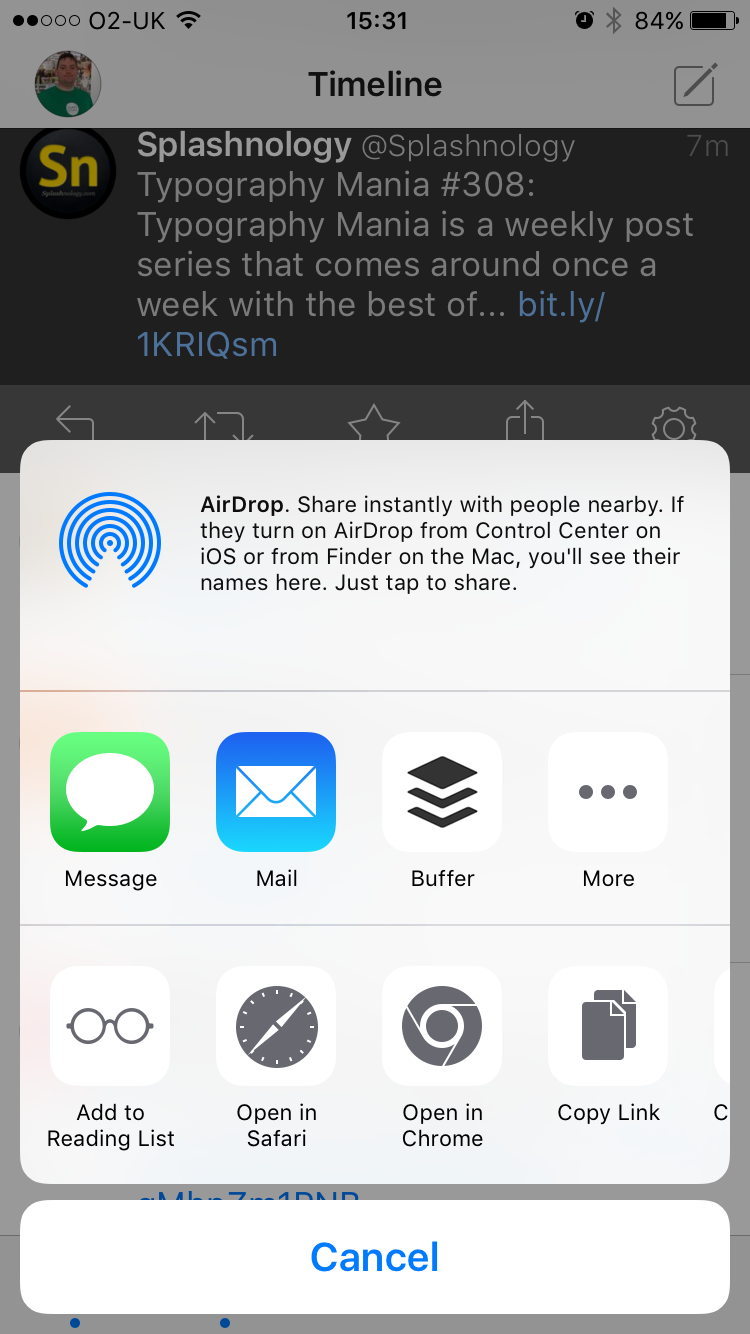 O2-UK 15:31 84%
Timeline
Sn
Splashnology.com
Splashnology @Splashnology 7m
Typography Mania #308:
Typography Mania is a weekly post
series that comes around once a
week with the best of... bit.ly/
1KRIQsm
AirDrop. Share instantly with people nearby. If
they turn on AirDrop from Control Center on
iOS or from Finder on the Mac, you'll see their
names here. Just tap to share.
Message Mail Buffer More
Add to
Reading List
Open in
Safari
Open in
Chrome
Copy Link
C
Cancel